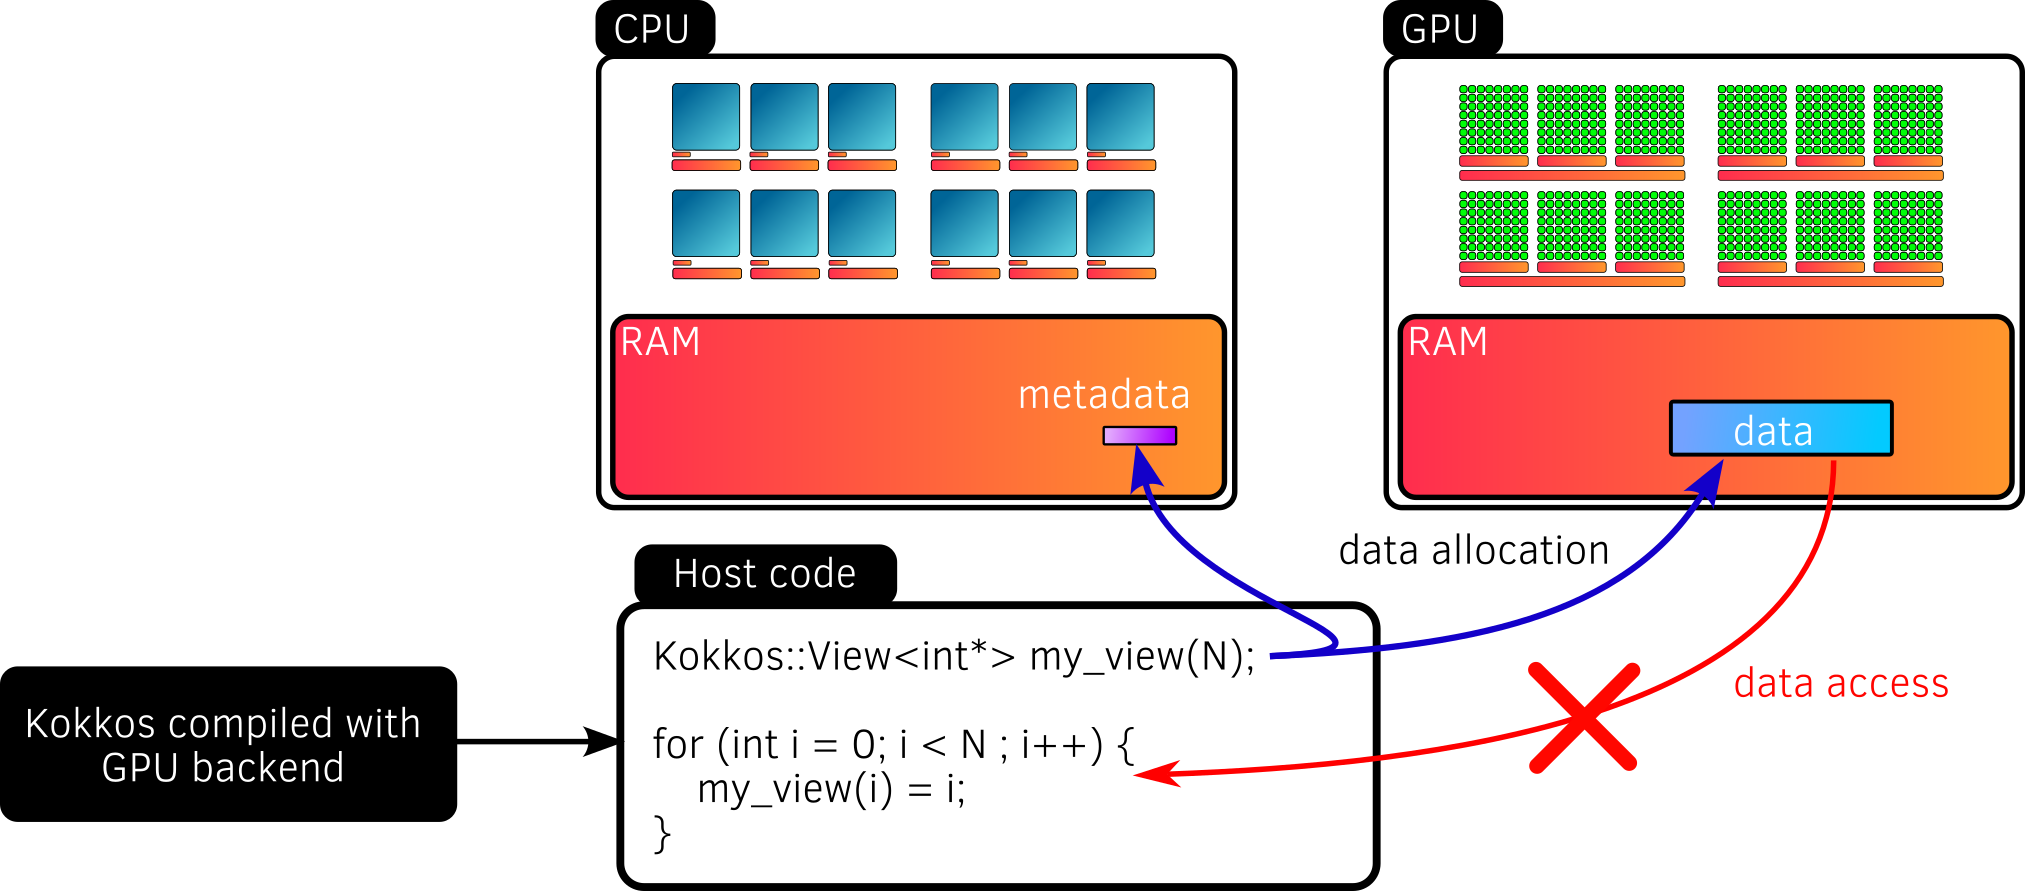 CPU
GPU
RAM
RAM
metadata
data
data allocation
Host code
Kokkos::View<int*> my_view(N);
data access
Kokkos compiled with
GPU backend
for (int i = 0; i < N ; i++) {
my_view(i) = i;
}